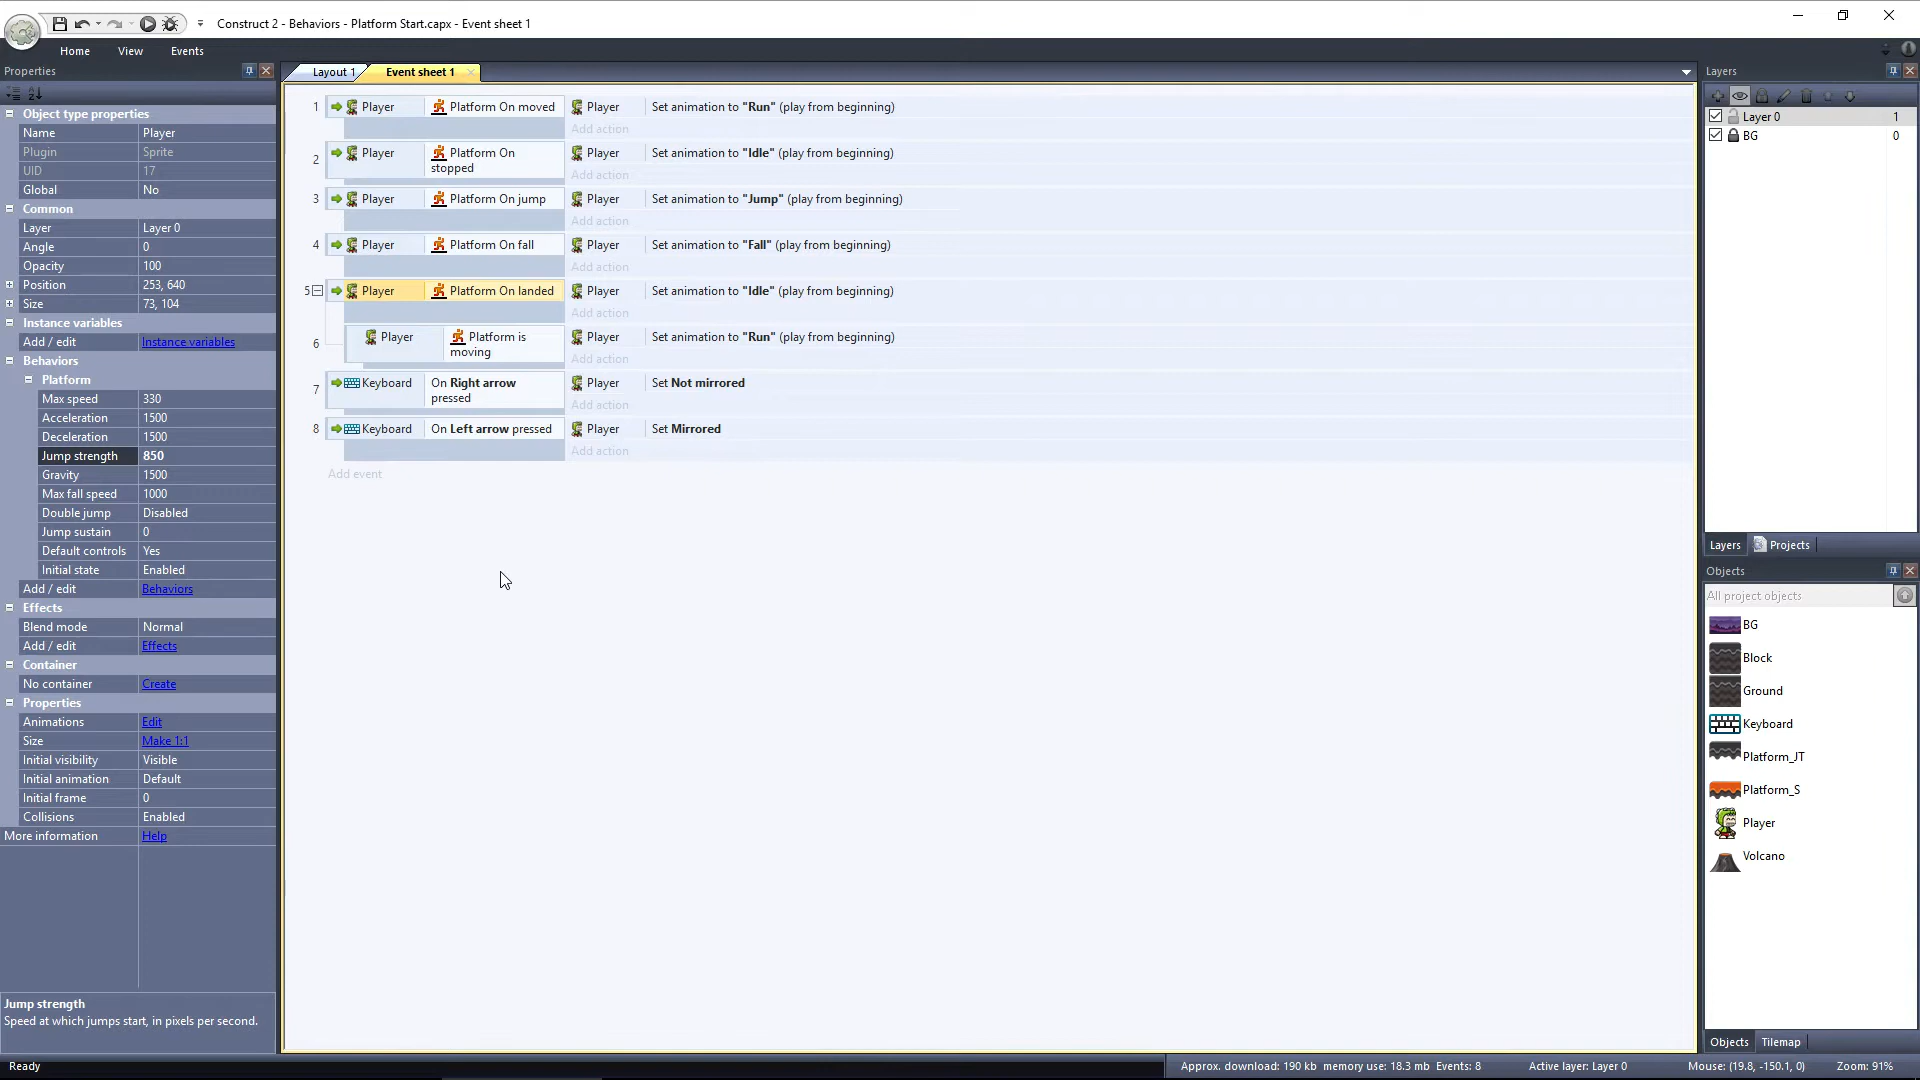 Construct 2 - Behaviors - Platform Start.capx - Event sheet 1
Home View Events
Properties
Object type properties
Name Player
Plugin Sprite
UID 17
Global No
Common
Layer Layer 0
Angle 0
Opacity 100
Position 253, 640
Size 73, 104
Instance variables
Add / edit Instance variables
Behaviors
Platform
Max speed 330
Acceleration 1500
Deceleration 1500
Jump strength 850
Gravity 1500
Max fall speed 1000
Double jump Disabled
Jump sustain 0
Default controls Yes
Initial state Enabled
Add / edit Behaviors
Effects
Blend mode Normal
Add / edit Effects
Container
No container Create
Properties
Animations Edit
Size Make 1:1
Initial visibility Visible
Initial animation Default
Initial frame 0
Collisions Enabled
More information Help
Jump strength
Speed at which jumps start, in pixels per second.
Layout 1 Event sheet 1
1 Player Platform On moved Player Set animation to "Run" (play from beginning)
Add action
2 Player Platform On stopped Player Set animation to "Idle" (play from beginning)
Add action
3 Player Platform On jump Player Set animation to "Jump" (play from beginning)
Add action
4 Player Platform On fall Player Set animation to "Fall" (play from beginning)
Add action
5 Player Platform On landed Player Set animation to "Idle" (play from beginning)
Add action
6 Player Platform is moving Player Set animation to "Run" (play from beginning)
Add action
7 Keyboard On Right arrow pressed Player Set Not mirrored
Add action
8 Keyboard On Left arrow pressed Player Set Mirrored
Add action
Add event
Layers
Layer 0 1
BG 0
Layers Projects
Objects
All project objects
BG
Block
Ground
Keyboard
Platform_JT
Platform_S
Player
Volcano
Objects Tilemap
Ready Approx. download: 190 kb memory use: 18.3 mb Events: 8 Active layer: Layer 0 Mouse: (19.8, -150.1, 0) Zoom: 91%